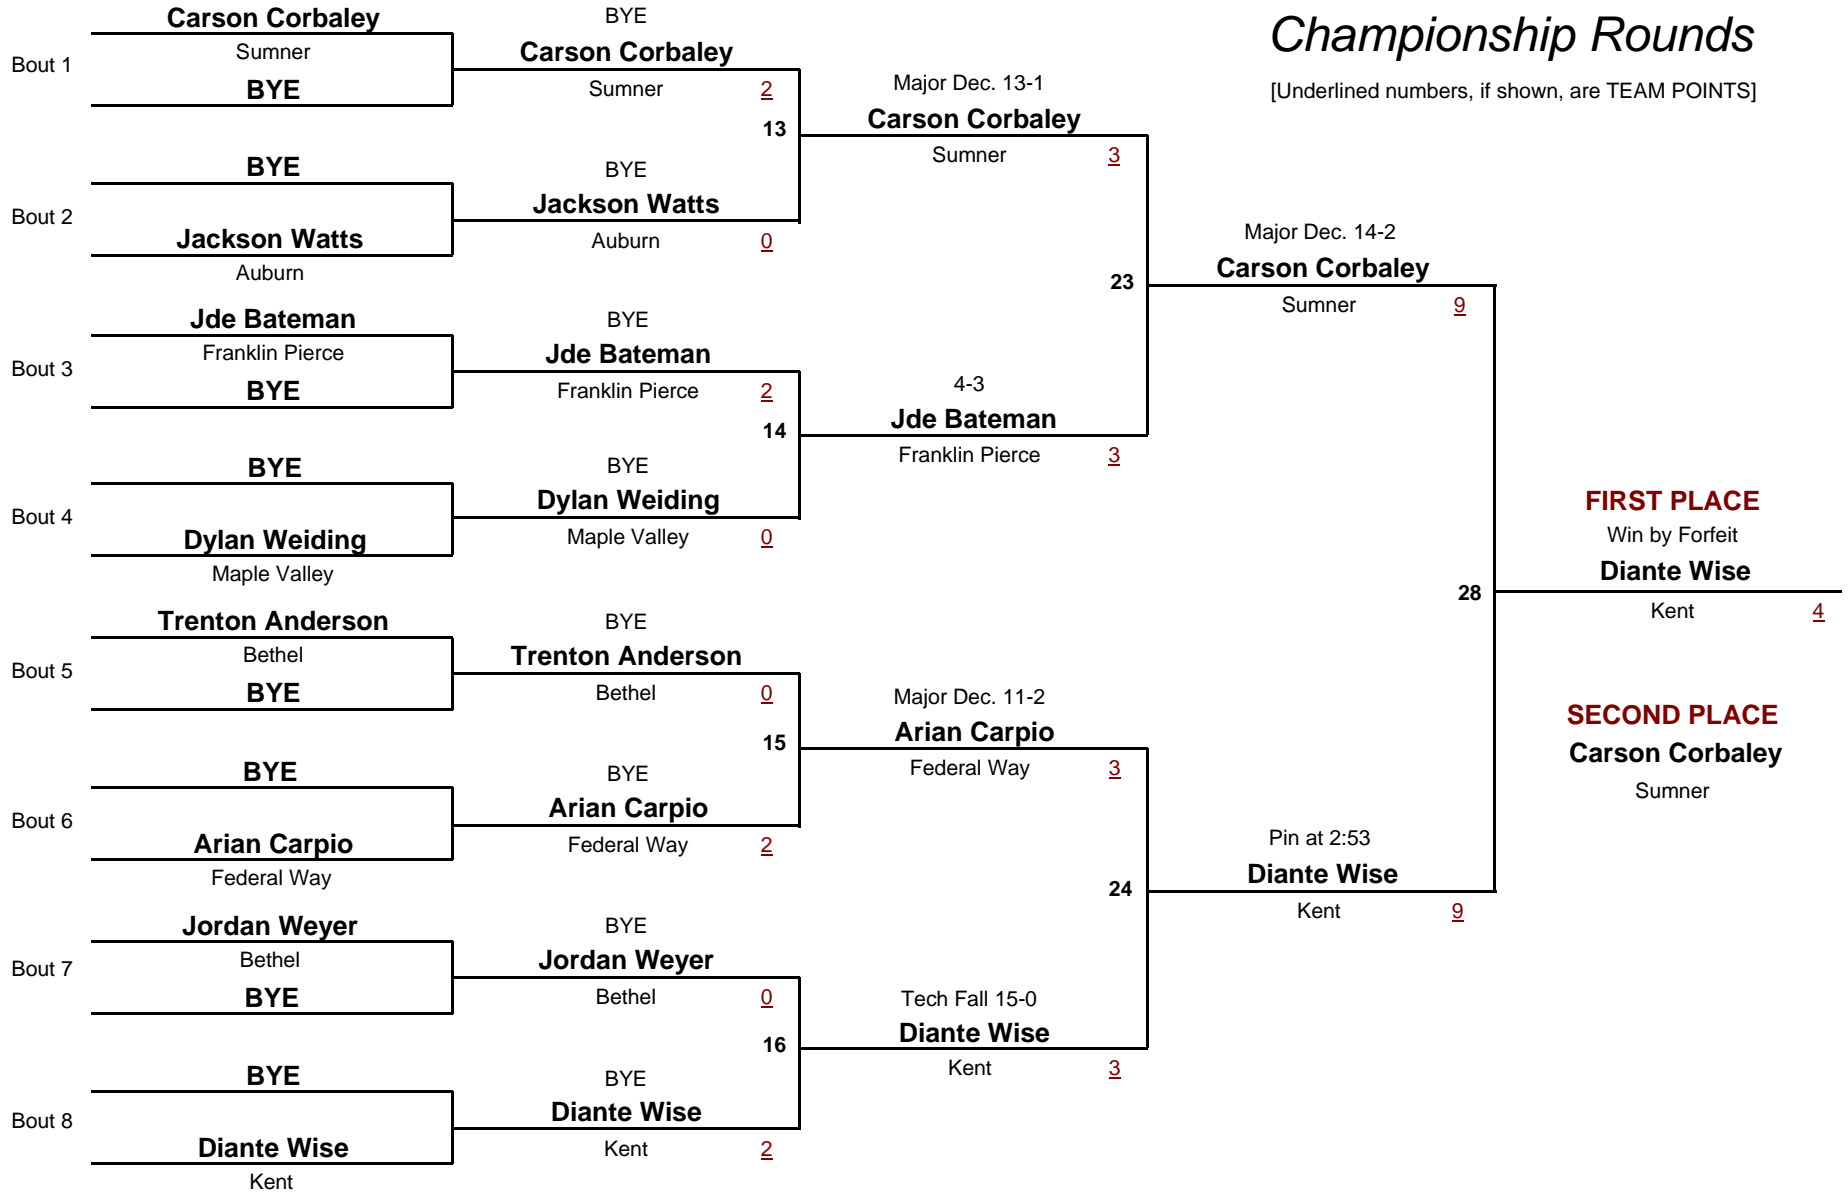 Championship Rounds
[Underlined numbers, if shown, are TEAM POINTS]
Bout 1
Carson Corbaley
Sumner
BYE
Bout 2
BYE
Jackson Watts
Auburn
Bout 3
Jde Bateman
Franklin Pierce
BYE
Bout 4
BYE
Dylan Weiding
Maple Valley
Bout 5
Trenton Anderson
Bethel
BYE
Bout 6
BYE
Arian Carpio
Federal Way
Bout 7
Jordan Weyer
Bethel
BYE
Bout 8
BYE
Diante Wise
Kent
BYE
Carson Corbaley
Sumner 2
13
BYE
Jackson Watts
Auburn 0
BYE
Jde Bateman
Franklin Pierce 2
14
BYE
Dylan Weiding
Maple Valley 0
BYE
Trenton Anderson
Bethel 0
15
BYE
Arian Carpio
Federal Way 2
BYE
Jordan Weyer
Bethel 0
16
BYE
Diante Wise
Kent 2
Major Dec. 13-1
Carson Corbaley
Sumner 3
23
4-3
Jde Bateman
Franklin Pierce 3
Major Dec. 11-2
Arian Carpio
Federal Way 3
24
Tech Fall 15-0
Diante Wise
Kent 3
Major Dec. 14-2
Carson Corbaley
Sumner 9
28
Pin at 2:53
Diante Wise
Kent 9
FIRST PLACE
Win by Forfeit
Diante Wise
Kent 4
SECOND PLACE
Carson Corbaley
Sumner